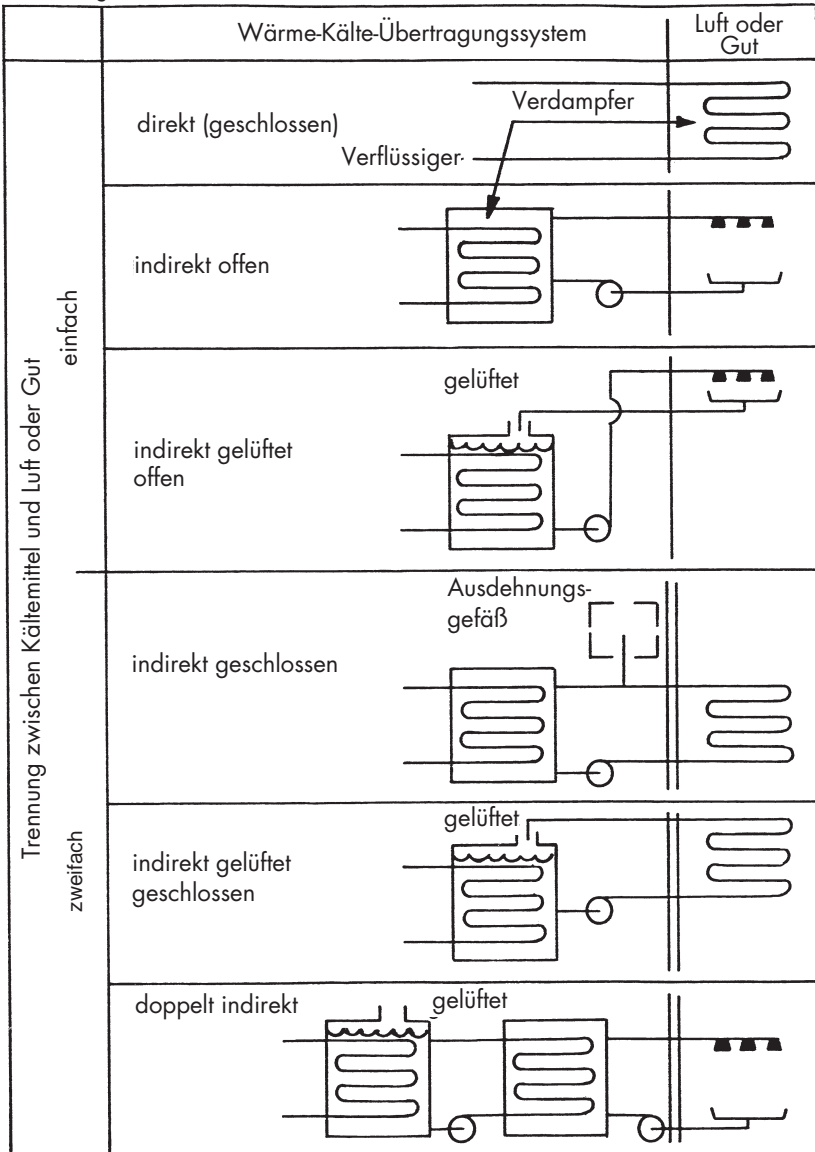 Wärme-Kälte-Übertragungssystem
Luft oder
Gut
Trennung zwischen Kältemittel und Luft oder Gut
einfach
direkt (geschlossen)
Verdampfer
Verflüssiger
indirekt offen
gelüftet
indirekt gelüftet
offen
zweifach
Ausdehnungs-
gefäß
indirekt geschlossen
gelüftet
indirekt gelüftet
geschlossen
doppelt indirekt
gelüftet